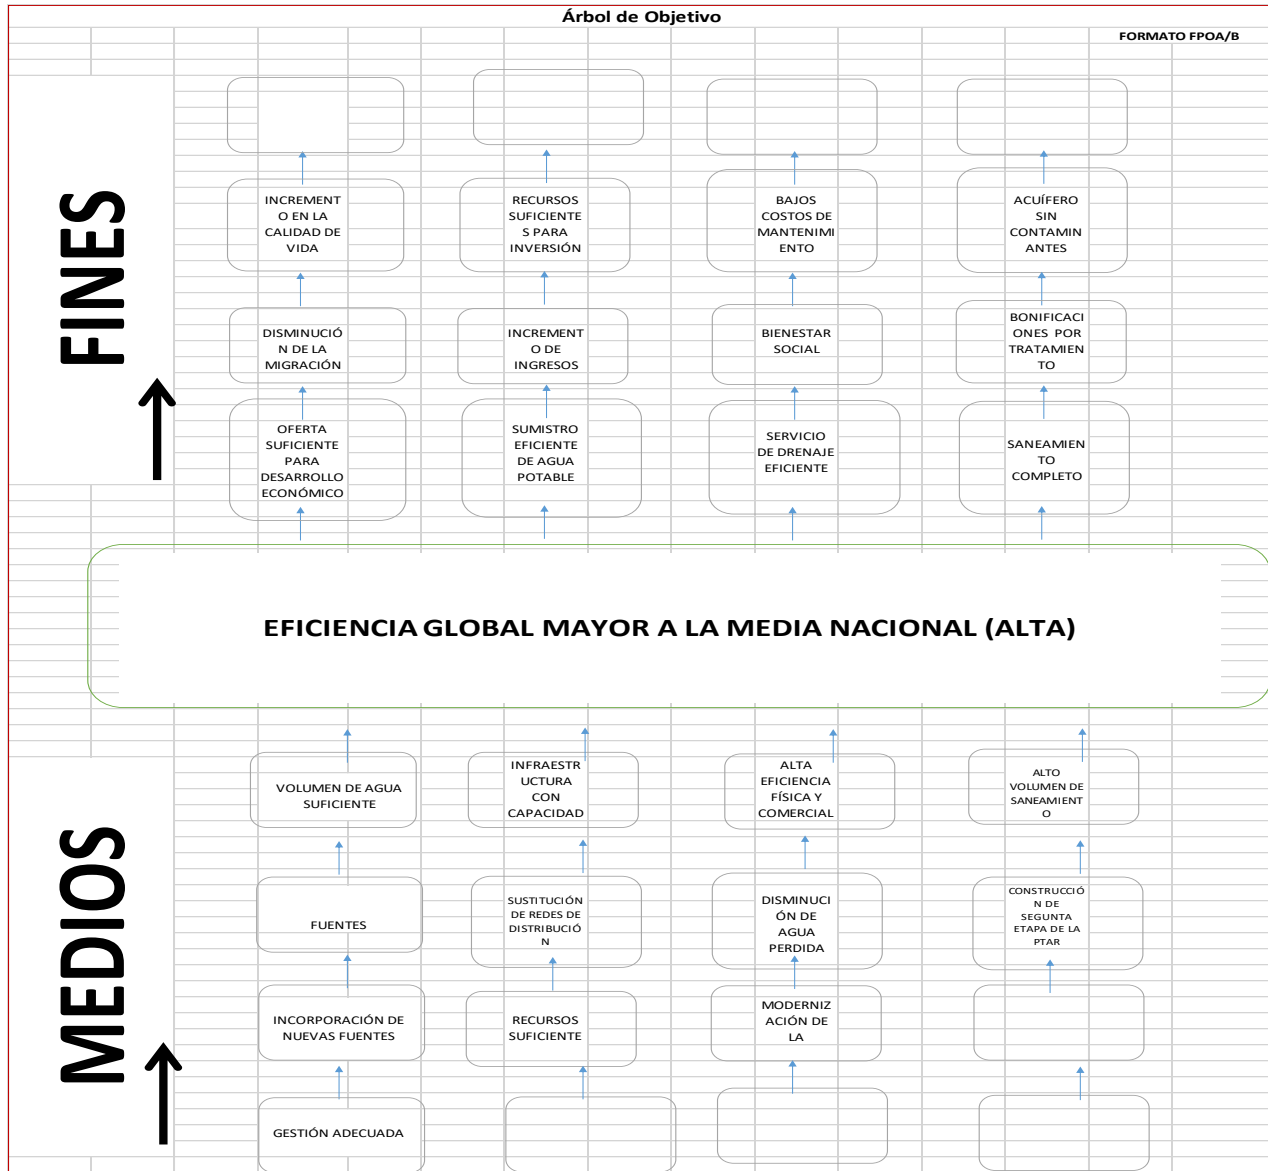 Árbol de Objetivo
FORMATO FPOA/B
FINES
INCREMENT
O EN LA
CALIDAD DE
VIDA
RECURSOS
SUFICIENTE
S PARA
INVERSIÓN
BAJOS
COSTOS DE
MANTENIMI
ENTO
ACUÍFERO
SIN
CONTAMIN
ANTES
DISMINUCIÓ
N DE LA
MIGRACIÓN
INCREMENT
O DE
INGRESOS
BIENESTAR
SOCIAL
BONIFICACI
ONES POR
TRATAMIEN
TO
OFERTA
SUFICIENTE
PARA
DESARROLLO
ECONÓMICO
SUMISTRO
EFICIENTE
DE AGUA
POTABLE
SERVICIO
DE DRENAJE
EFICIENTE
SANEAMIE
NTO
COMPLETO
EFICIENCIA GLOBAL MAYOR A LA MEDIA NACIONAL (ALTA)
MEDIOS
VOLUMEN DE AGUA
SUFICIENTE
INFRAESTR
UCTURA
CON
CAPACIDAD
ALTA
EFICIENCIA
FÍSICA Y
COMERCIAL
ALTO
VOLUMEN DE
SANEAMIENT
O
FUENTES
SUSTITUCIÓN
DE REDES DE
DISTRIBUCIÓ
N
DISMINUCI
ÓN DE
AGUA
PERDIDA
CONSTRUCCIÓ
N DE
SEGUNTA
ETAPA DE LA
PTAR
INCORPORACIÓN DE
NUEVAS FUENTES
RECURSOS
SUFICIENTE
MODERNIZ
ACIÓN DE
LA
GESTIÓN ADECUADA